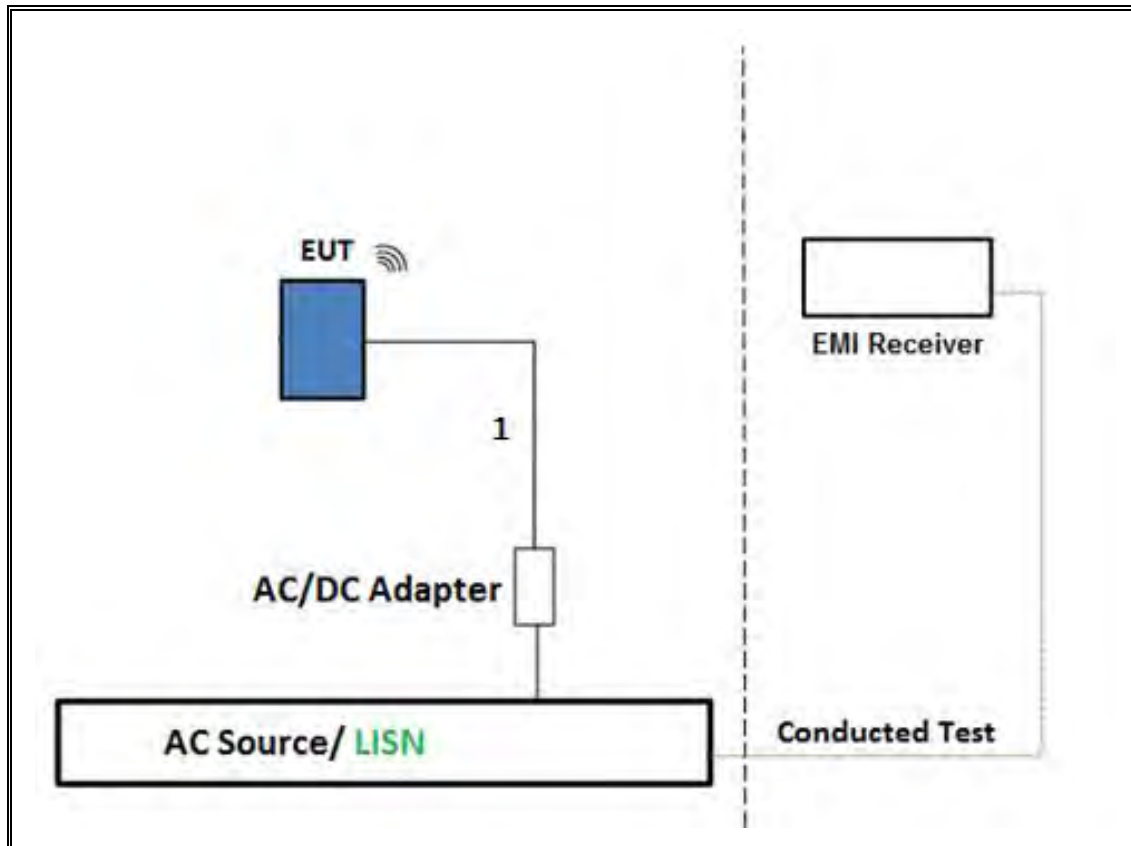 EUT
EMI Receiver
1
AC/DC Adapter
AC Source/ LISN
Conducted Test